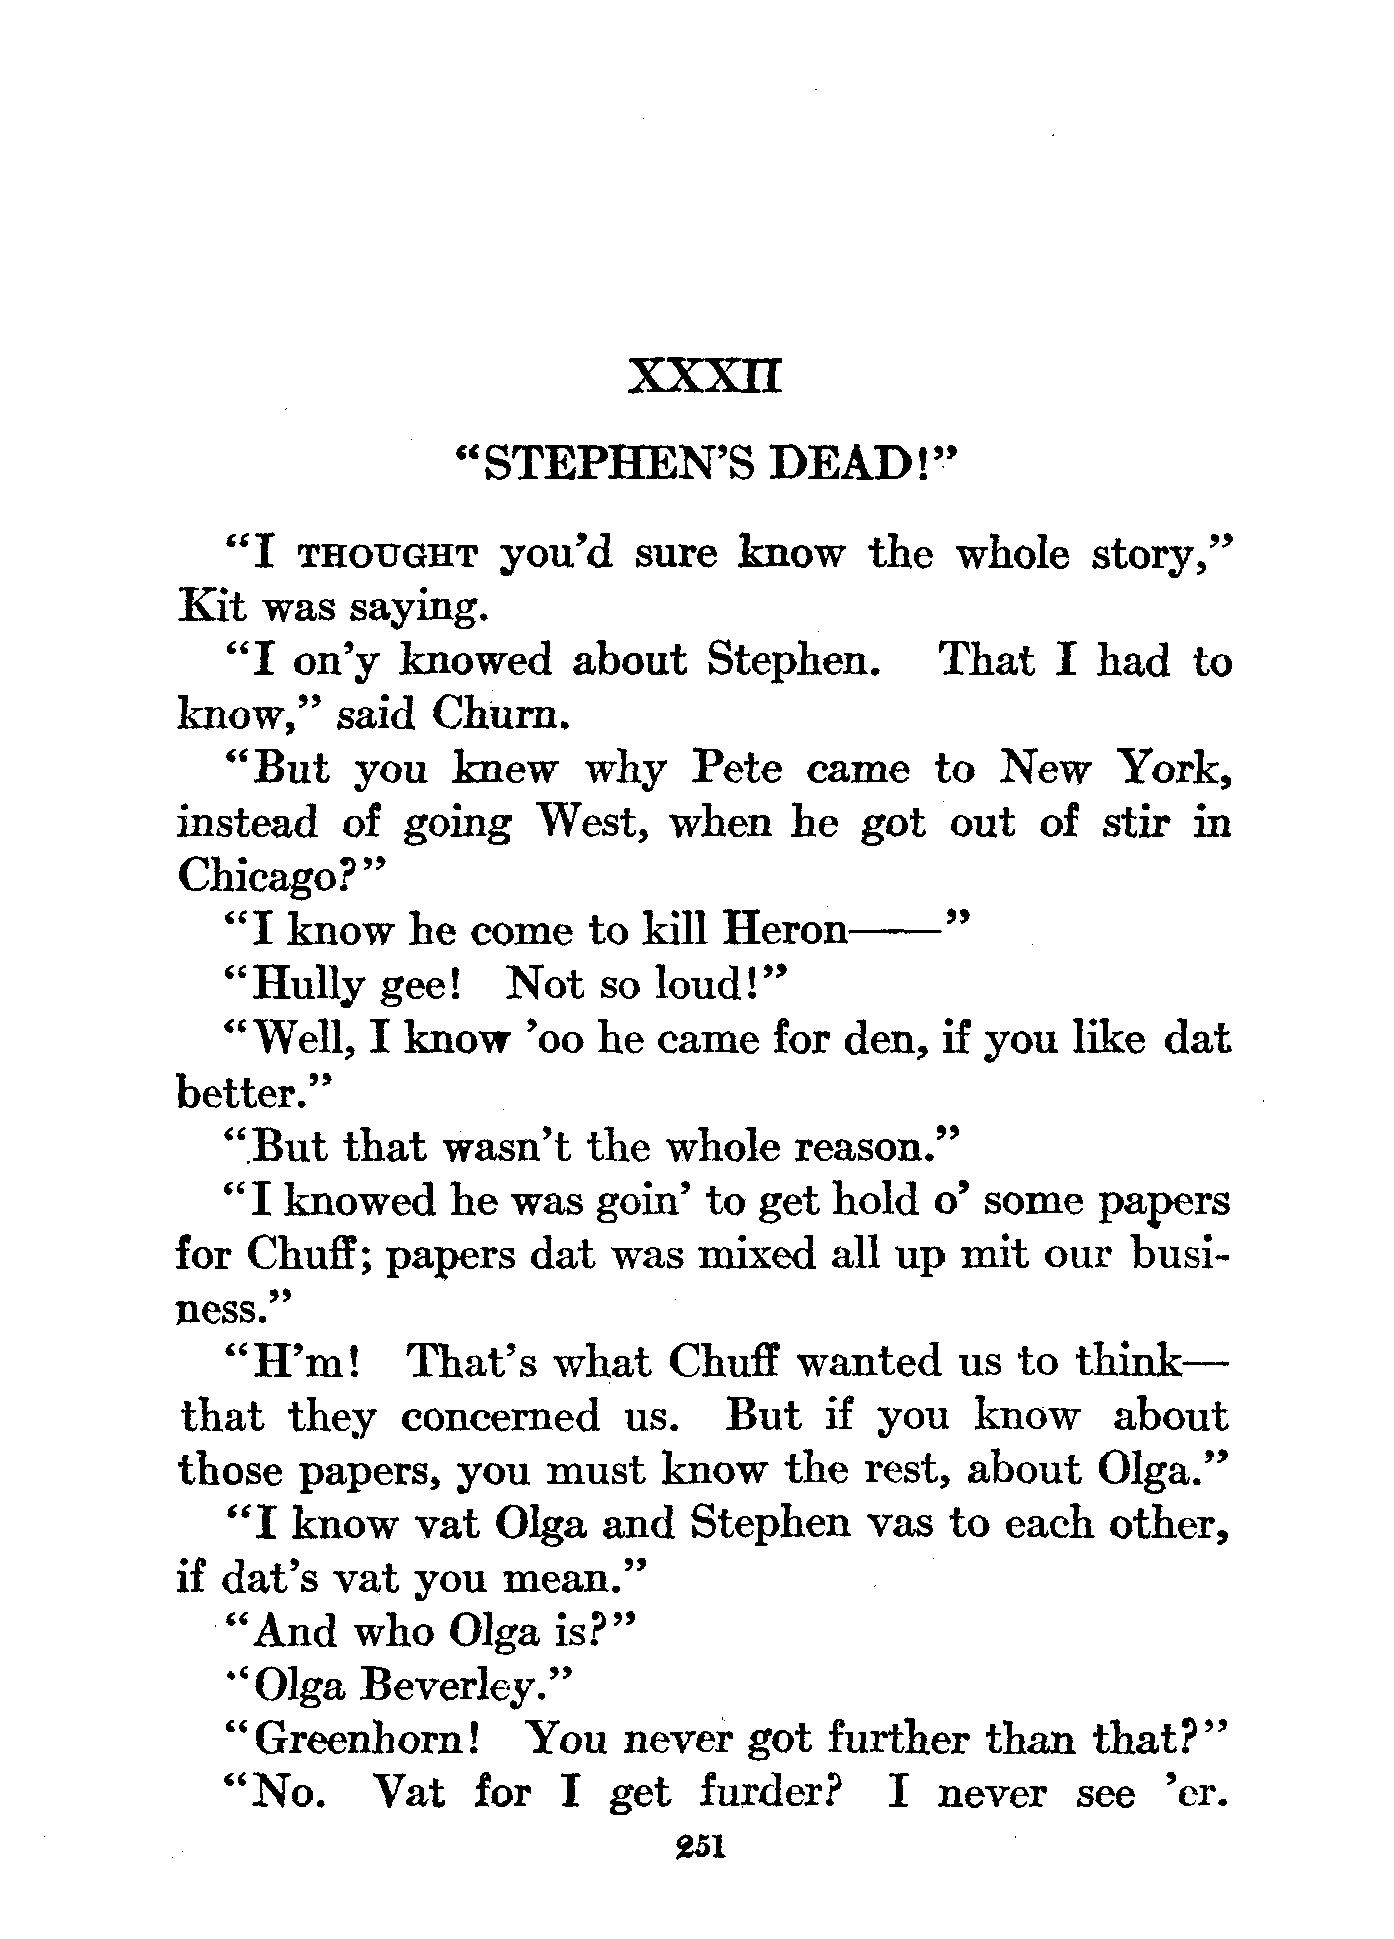 XXXII
“STEPHEN’S DEAD!”
“I THOUGHT you’d sure know the whole story,”
Kit was saying.
“I on’y knowed about Stephen. That I had to
know,” said Churn.
“But you knew why Pete came to New York,
instead of going West, when he got out of stir in
Chicago?”
“I know he come to kill Heron——”
“Hully gee! Not so loud!”
“Well, I know ’oo he came for den, if you like dat
better.”
“But that wasn’t the whole reason.”
“I knowed he was goin’ to get hold o’ some papers
for Chuff; papers dat was mixed all up mit our busi-
ness.”
“H’m! That’s what Chuff wanted us to think—
that they concerned us. But if you know about
those papers, you must know the rest, about Olga.”
“I know vat Olga and Stephen vas to each other,
if dat’s vat you mean.”
“And who Olga is?”
“Olga Beverley.”
“Greenhorn! You never got further than that?”
“No. Vat for I get furder? I never see ’er.
251